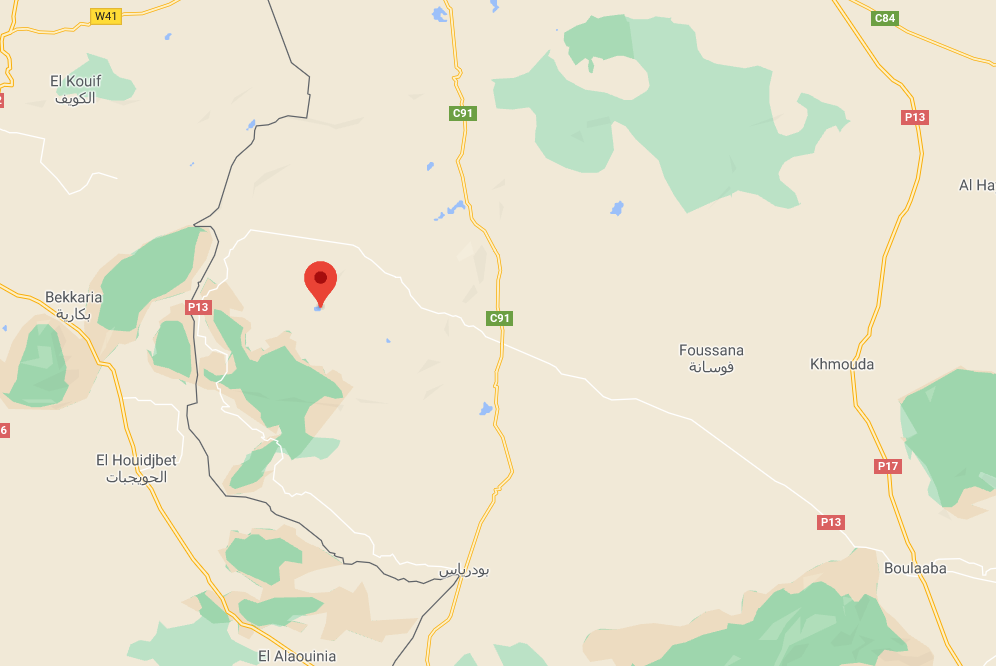 W41
C84
El Kouif
الكويف
C91
P13
Al Ha
Bekkaria
بكارية
P13
C91
Foussana
فوسانة
Khmouda
6
El Houidjbet
الحويجبات
P17
P13
بودرياس
Boulaaba
El Alaouinia